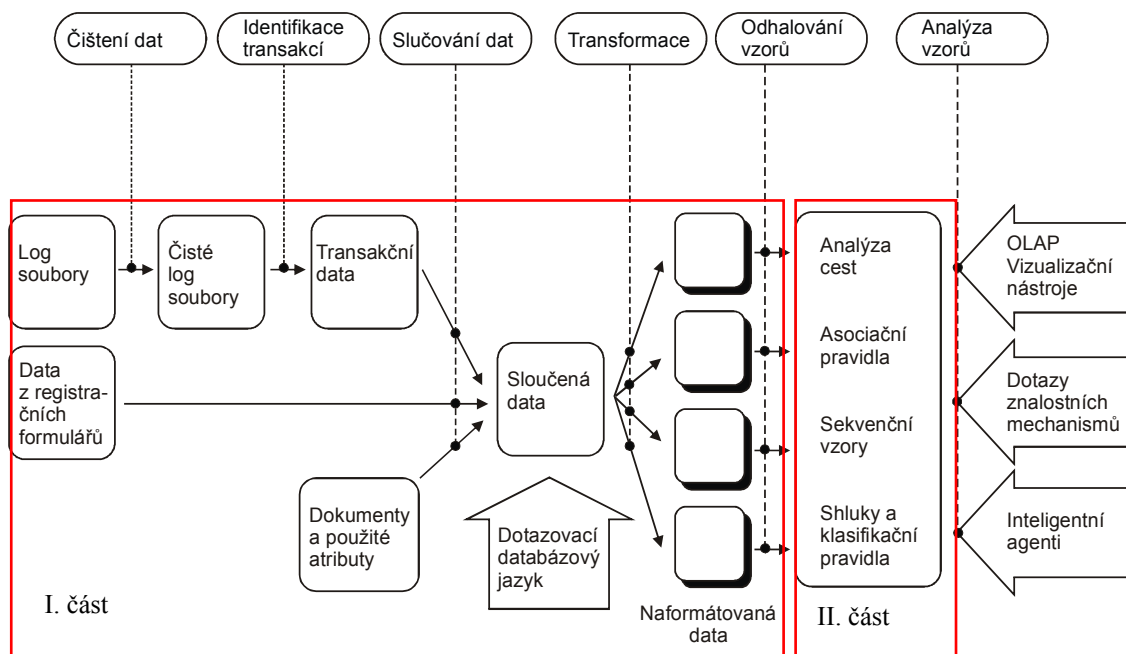 Čištení dat
Identifikace
transakcí
Slučování dat
Transformace
Odhalování
vzorů
Analýza
vzorů
Log
soubory
Čisté
log
soubory
Transakční
data
Data
z registra-
čních
formulářů
Sloučená
data
Dokumenty
a použité
atributy
Dotazovací
databázový
jazyk
Naformátovaná
data
Analýza
cest
Asociační
pravidla
Sekvenční
vzory
Shluky a
klasifikační
pravidla
OLAP
Vizualizační
nástroje
Dotazy
znalostních
mechanismů
Inteligentní
agenti
I. část
II. část